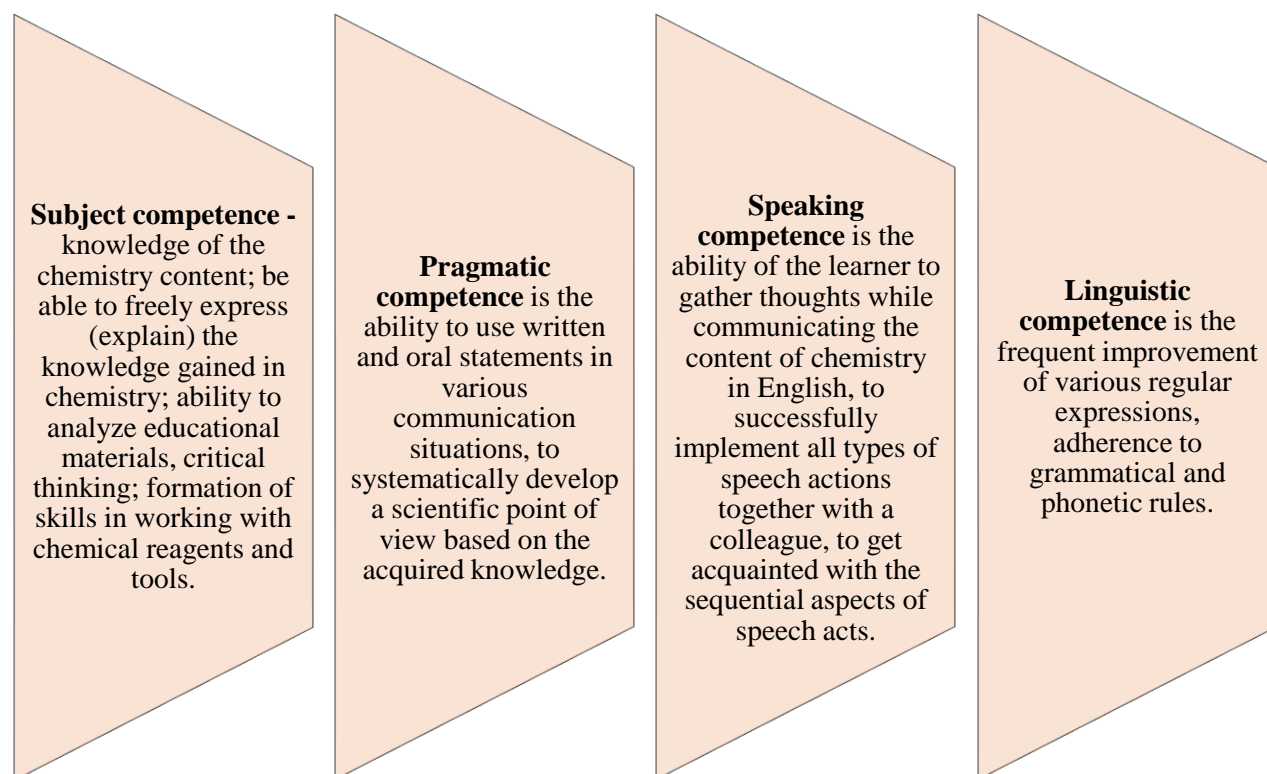 Subject competence -
knowledge of the
chemistry content; be
able to freely express
(explain) the
knowledge gained in
chemistry; ability to
analyze educational
materials, critical
thinking; formation of
skills in working with
chemical reagents and
tools.
Pragmatic
competence is the
ability to use written
and oral statements in
various
communication
situations, to
systematically develop
a scientific point of
view based on the
acquired knowledge.
Speaking
competence is the
ability of the learner to
gather thoughts while
communicating the
content of chemistry
in English, to
successfully
implement all types of
speech actions
together with a
colleague, to get
acquainted with the
sequential aspects of
speech acts.
Linguistic
competence is the
frequent improvement
of various regular
expressions,
adherence to
grammatical and
phonetic rules.